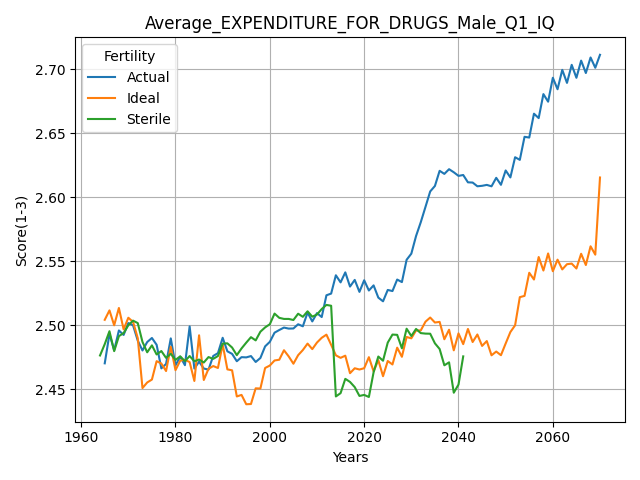 Average_EXPENDITURE_FOR_DRUGS_Male_Q1_IQ
Fertility
Actual
Ideal
Sterile
2.70
2.65
2.60
2.55
2.50
2.45
Score(1-3)
1960
1980
2000
2020
2040
2060
Years